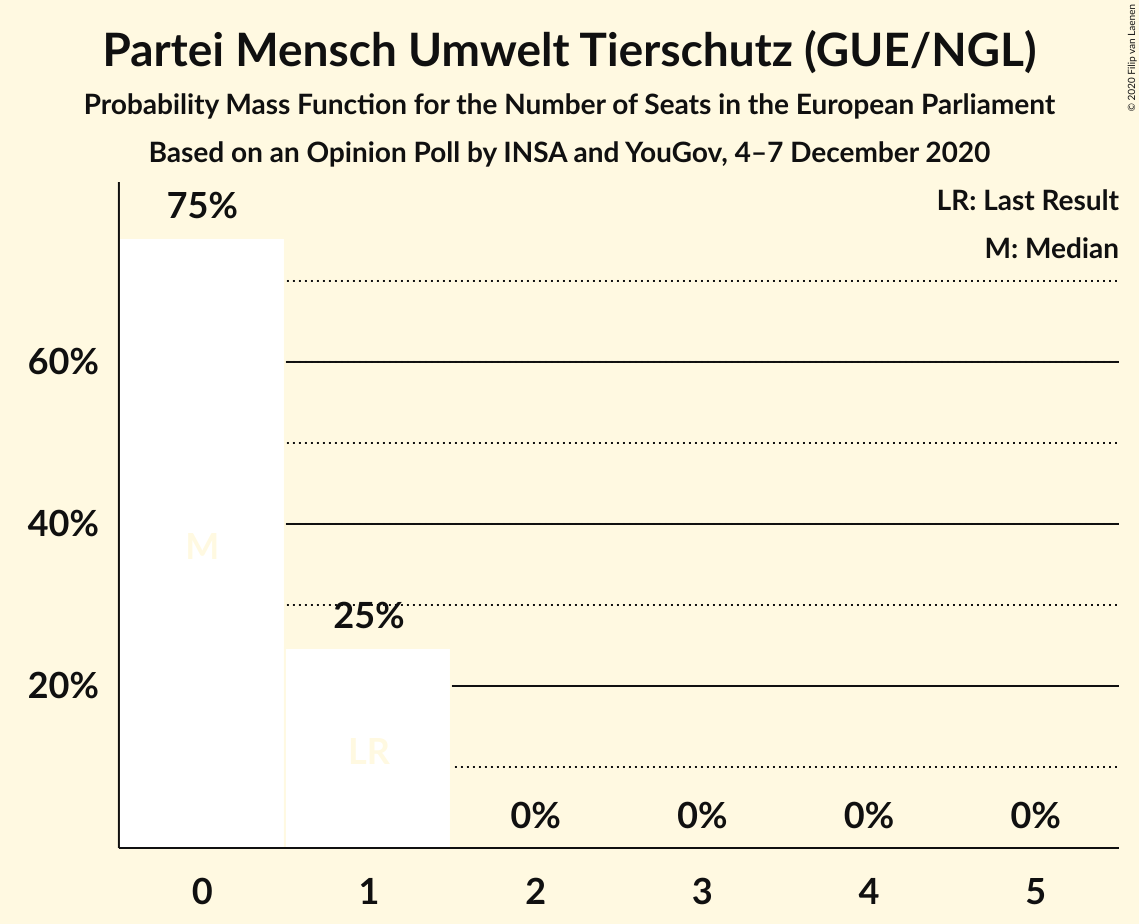 Partei Mensch Umwelt Tierschutz (GUE/NGL)
Probability Mass Function for the Number of Seats in the European Parliament
Based on an Opinion Poll by INSA and YouGov, 4–7 December 2020
© 2020 Filip van Laenen
LR: Last Result
M: Median
75%
60%
40%
M
25%
20%
LR
0% 0% 0% 0%
0 1 2 3 4 5